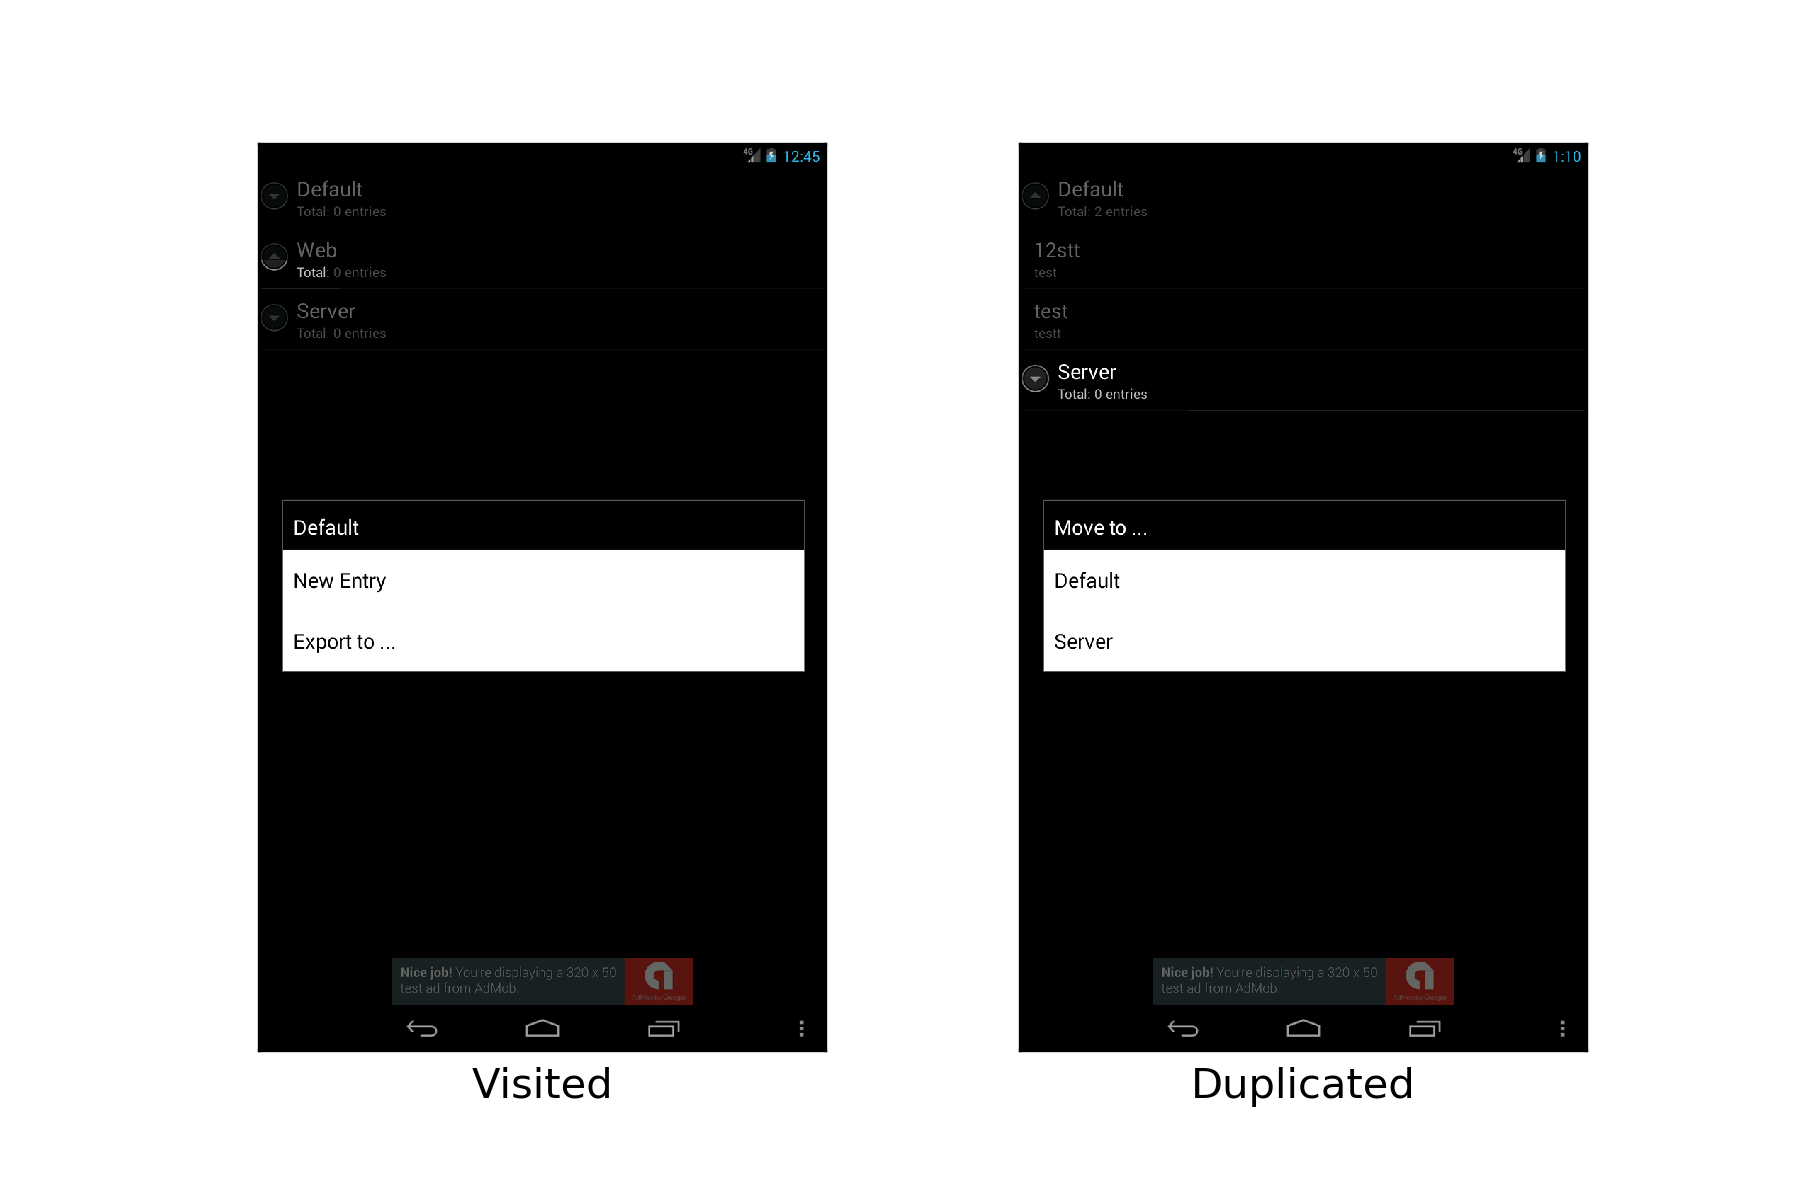 4G 12:45
Default
Total: 0 entries
Web
Total: 0 entries
Server
Total: 0 entries
Default
New Entry
Export to ...
Nice job! You're displaying a 320 x 50
test ad from AdMob.
AdMob by Google
Visited
4G 1:10
Default
Total: 2 entries
12stt
test
test
testt
Server
Total: 0 entries
Move to ...
Default
Server
Nice job! You're displaying a 320 x 50
test ad from AdMob.
AdMob by Google
Duplicated